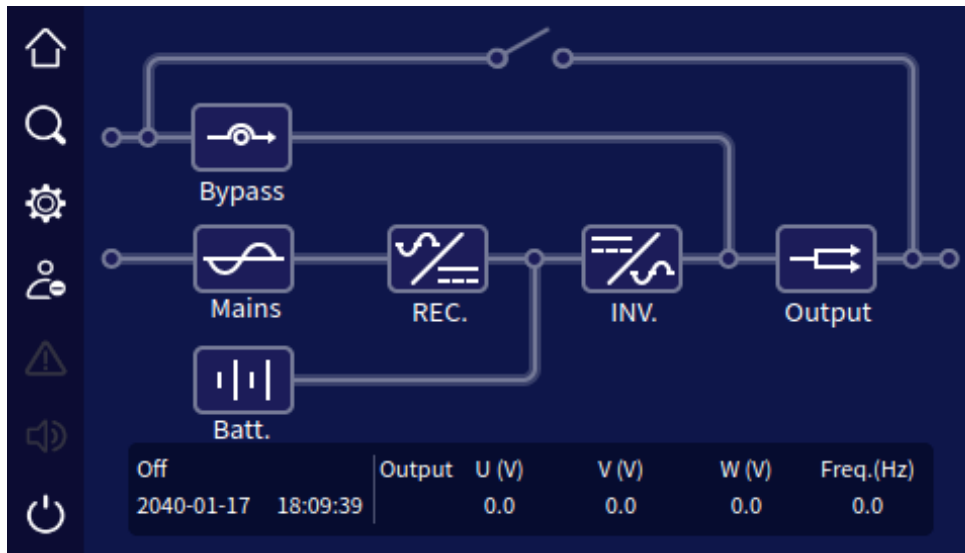 Bypass
Mains
REC.
INV.
Output
Batt.
Off Output U (V) V (V) W (V) Freq.(Hz)
2040-01-17 18:09:39 0.0 0.0 0.0 0.0